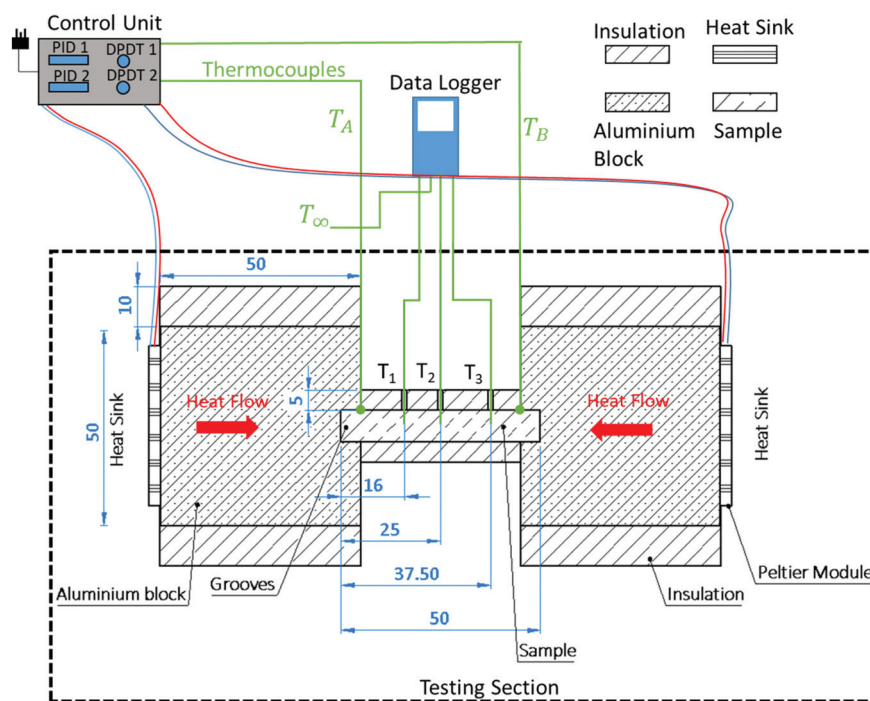 Control Unit
PID 1 DPDT 1
PID 2 DPDT 2
Thermocouples
Data Logger
Insulation Heat Sink
Aluminium Block Sample
T_A
T_B
T_∞
50
10
50
Heat Sink
Heat Flow
5
T₁ T₂ T₃
Heat Flow
Heat Sink
16
25
37.50
50
Aluminium block
Grooves
Sample
Insulation
Peltier Module
Testing Section